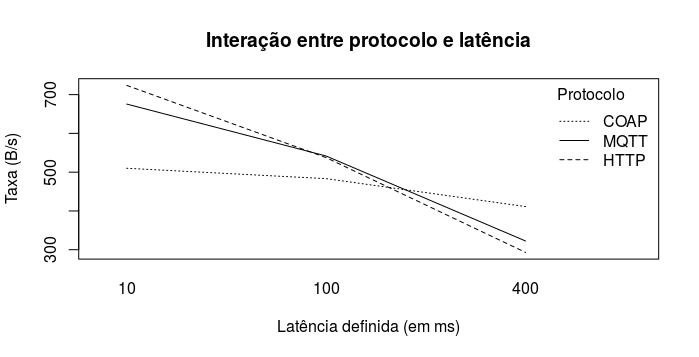 Interação entre protocolo e latência
Taxa (B/s)
700
500
300
Protocolo
COAP
MQTT
HTTP
10 100 400
Latência definida (em ms)